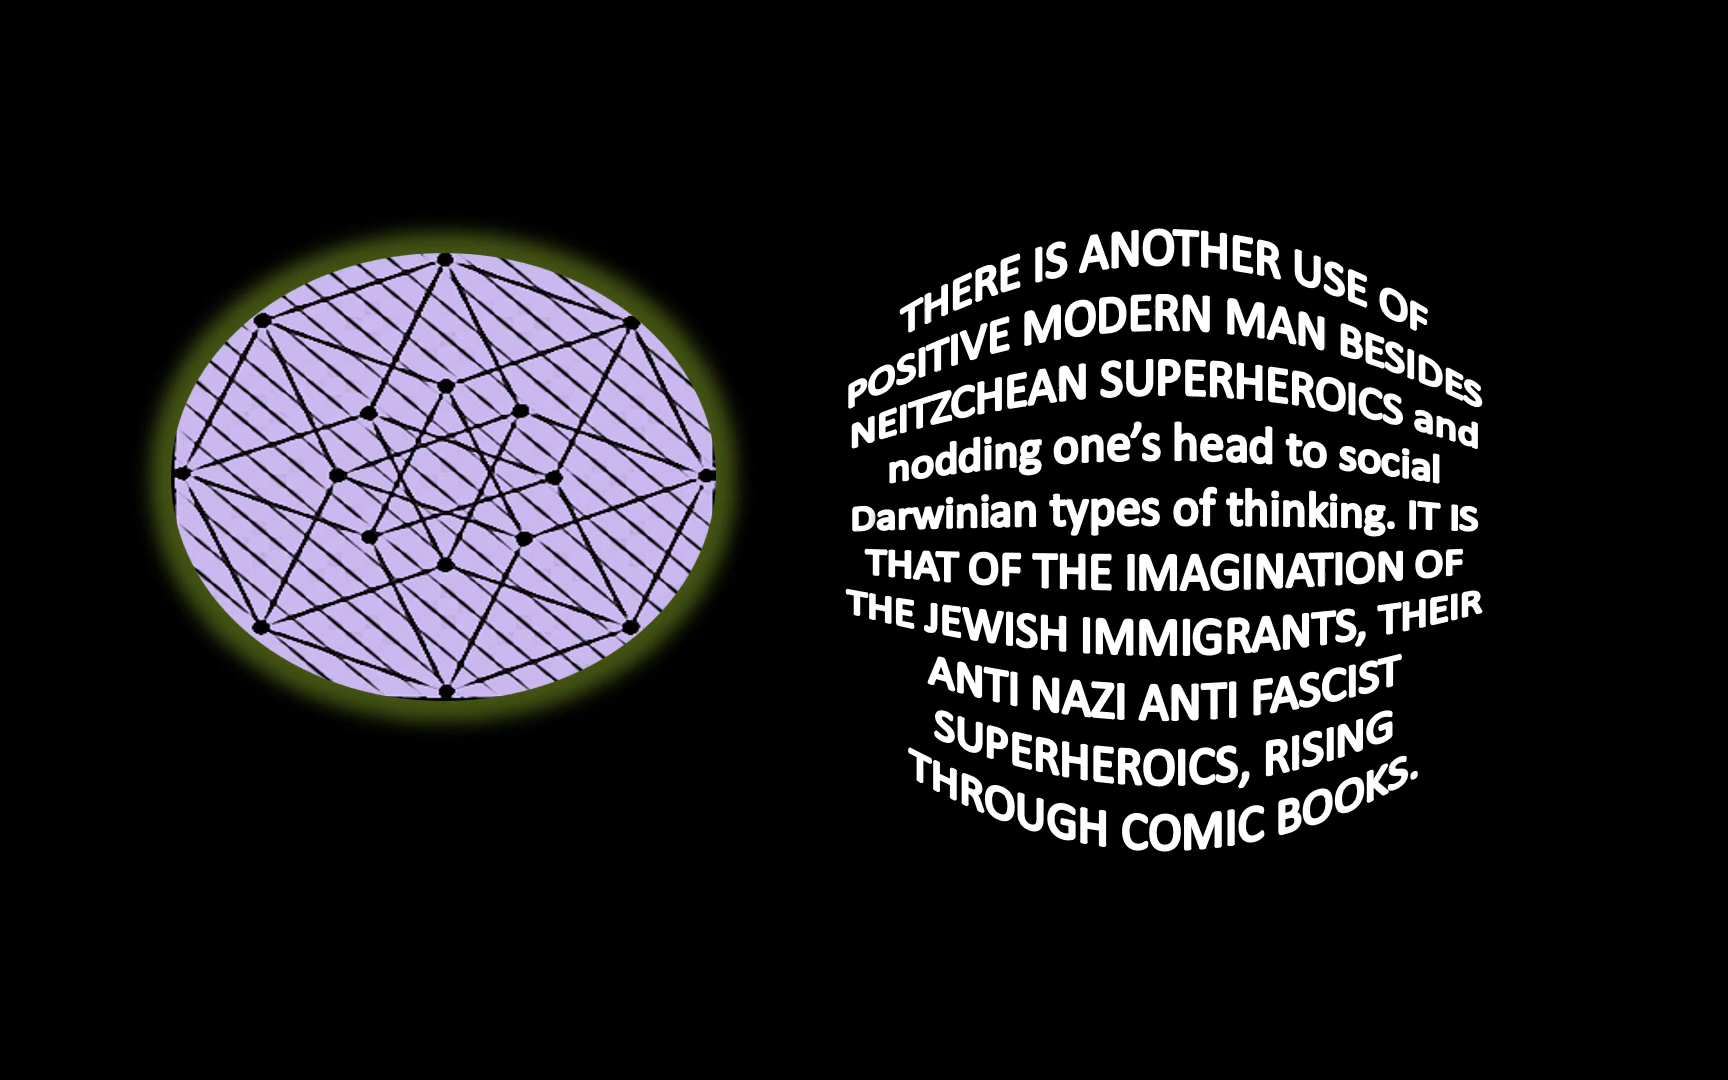 THERE IS ANOTHER USE OF
POSITIVE MODERN MAN BESIDES
NEITZCHEAN SUPERHEROICS and
nodding one’s head to social
Darwinian types of thinking. IT IS
THAT OF THE IMAGINATION OF
THE JEWISH IMMIGRANTS, THEIR
ANTI NAZI ANTI FASCIST
SUPERHEROICS, RISING
THROUGH COMIC BOOKS.